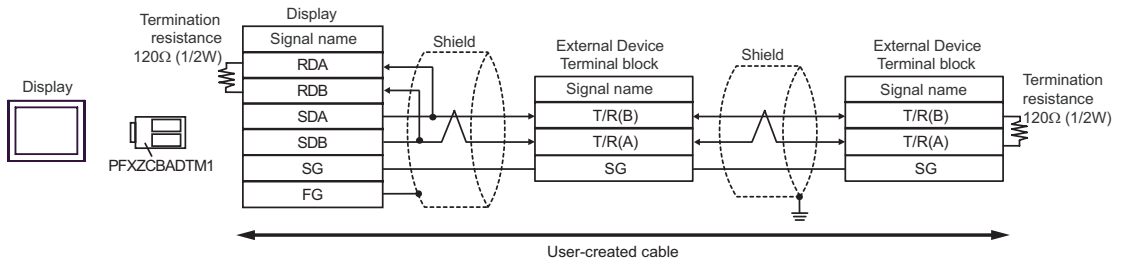 Display
PFXZCBADTM1
Termination
resistance
120Ω (1/2W)
Display
Signal name
RDA
RDB
SDA
SDB
SG
FG
Shield
External Device
Terminal block
Signal name
T/R(B)
T/R(A)
SG
Shield
External Device
Terminal block
Signal name
T/R(B)
T/R(A)
SG
Termination
resistance
120Ω (1/2W)
User-created cable